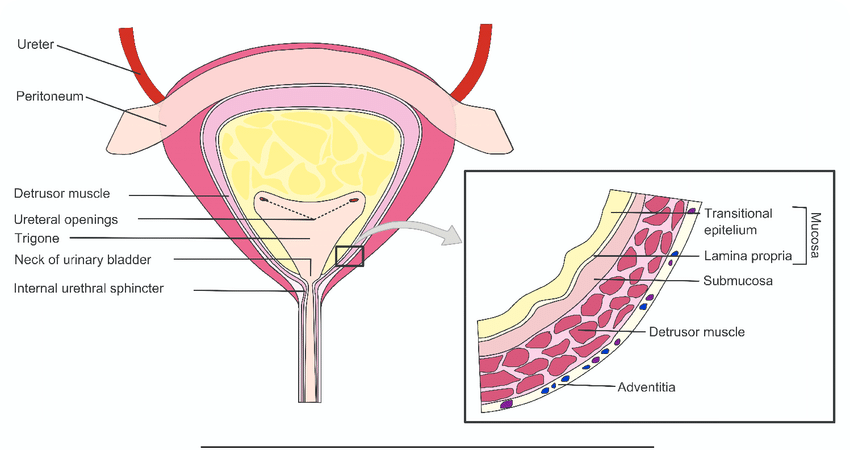 Ureter
Peritoneum
Detrusor muscle
Ureteral openings
Trigone
Neck of urinary bladder
Internal urethral sphincter
Transitional
epitelium
Mucosa
Lamina propria
Submucosa
Detrusor muscle
Adventitia